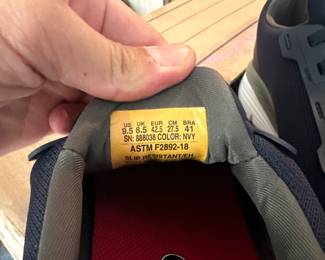 US UK EUR CM BRA
9.5 8.5 42.5 27.5 41
SN: 888038 COLOR: NVY
ASTM F2892-18
SLIP RESISTANT/EH